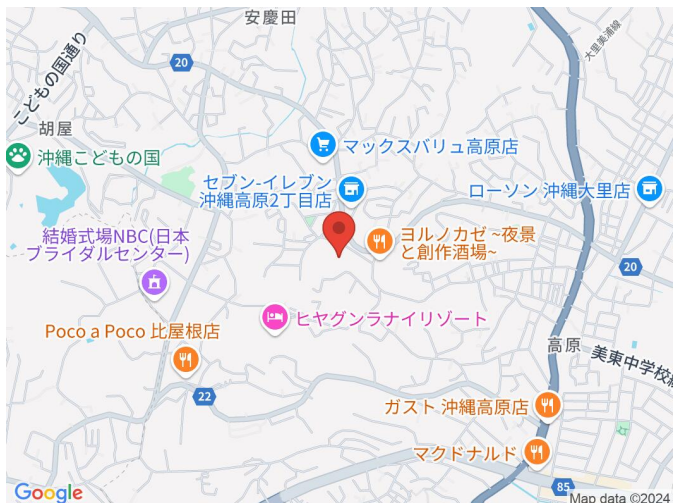 安慶田
大里美浦線
20
こどもの国通り
胡屋
マックスバリュ高原店
沖縄こどもの国
セブン-イレブン
沖縄高原2丁目店
ローソン 沖縄大里店
結婚式場NBC(日本
ブライダルセンター)
ヨルノカゼ ~夜景
と創作酒場~
20
ヒヤグンラナイリゾート
Poco a Poco 比屋根店
高原
美東中学校線
22
ガスト 沖縄高原店
マクドナルド
85
Google
Map data ©2024